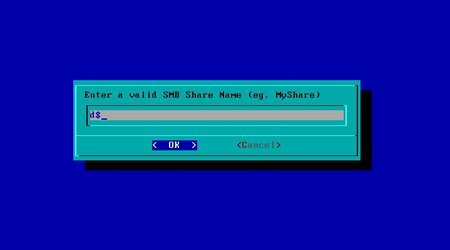 Enter a valid SMB Share Name (eg. MyShare)
d$_
< OK > <Cancel>